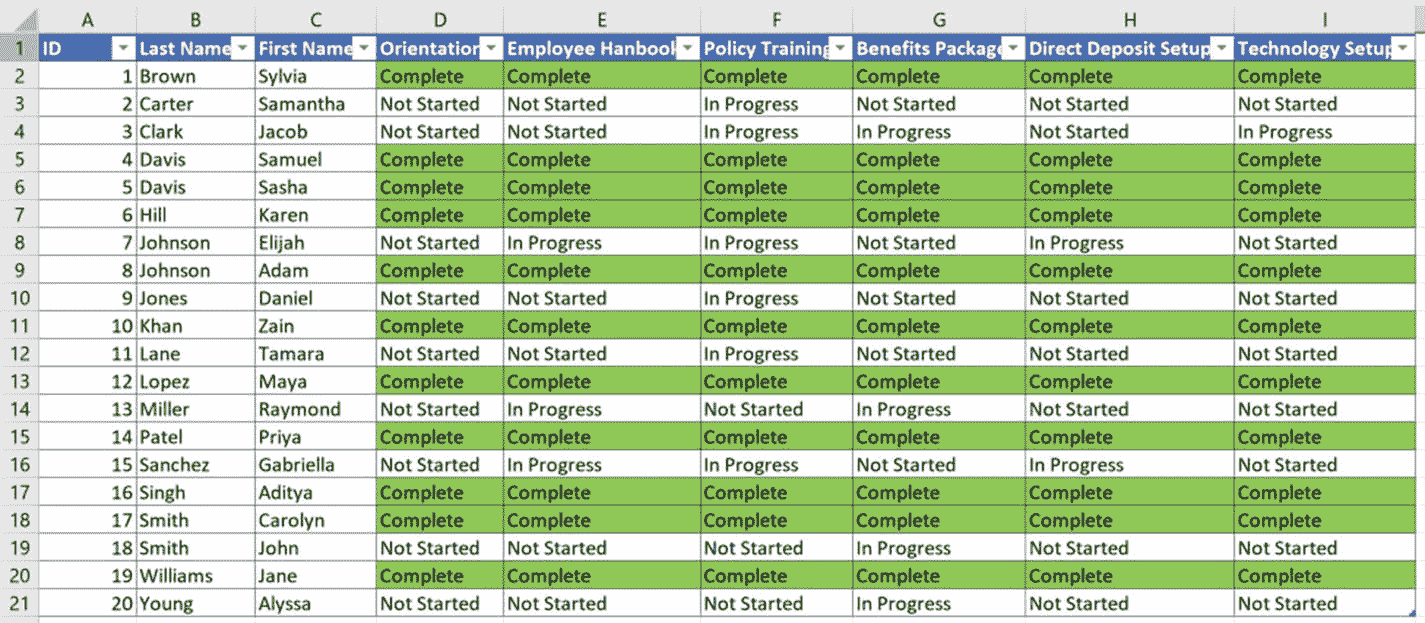 A B C D E F G H I
1 ID Last Name First Name Orientation Employee Hanbook Policy Training Benefits Package Direct Deposit Setup Technology Setup
2 1 Brown Sylvia Complete Complete Complete Complete Complete Complete
3 2 Carter Samantha Not Started Not Started In Progress Not Started Not Started Not Started
4 3 Clark Jacob Not Started Not Started In Progress In Progress Not Started In Progress
5 4 Davis Samuel Complete Complete Complete Complete Complete Complete
6 5 Davis Sasha Complete Complete Complete Complete Complete Complete
7 6 Hill Karen Complete Complete Complete Complete Complete Complete
8 7 Johnson Elijah Not Started In Progress In Progress Not Started In Progress Not Started
9 8 Johnson Adam Complete Complete Complete Complete Complete Complete
10 9 Jones Daniel Not Started Not Started In Progress Not Started Not Started Not Started
11 10 Khan Zain Complete Complete Complete Complete Complete Complete
12 11 Lane Tamara Not Started Not Started In Progress Not Started Not Started Not Started
13 12 Lopez Maya Complete Complete Complete Complete Complete Complete
14 13 Miller Raymond Not Started In Progress Not Started In Progress Not Started Not Started
15 14 Patel Priya Complete Complete Complete Complete Complete Complete
16 15 Sanchez Gabriella Not Started In Progress In Progress Not Started In Progress Not Started
17 16 Singh Aditya Complete Complete Complete Complete Complete Complete
18 17 Smith Carolyn Complete Complete Complete Complete Complete Complete
19 18 Smith John Not Started Not Started Not Started In Progress Not Started Not Started
20 19 Williams Jane Complete Complete Complete Complete Complete Complete
21 20 Young Alyssa Not Started Not Started Not Started In Progress Not Started Not Started